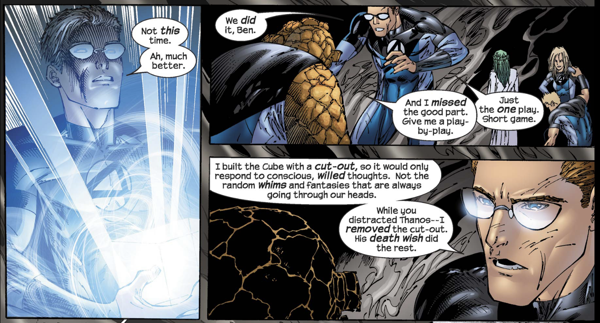 Not this
time.
Ah, much
better.
We did
it, Ben.
And I missed
the good part.
Give me a play-
by-play.
Just
the one play.
Short game.
I built the Cube with a cut-out, so it would only
respond to conscious, willed thoughts. Not the
random whims and fantasies that are always
going through our heads.
While you
distracted Thanos--I
removed the cut-out.
His death wish did
the rest.